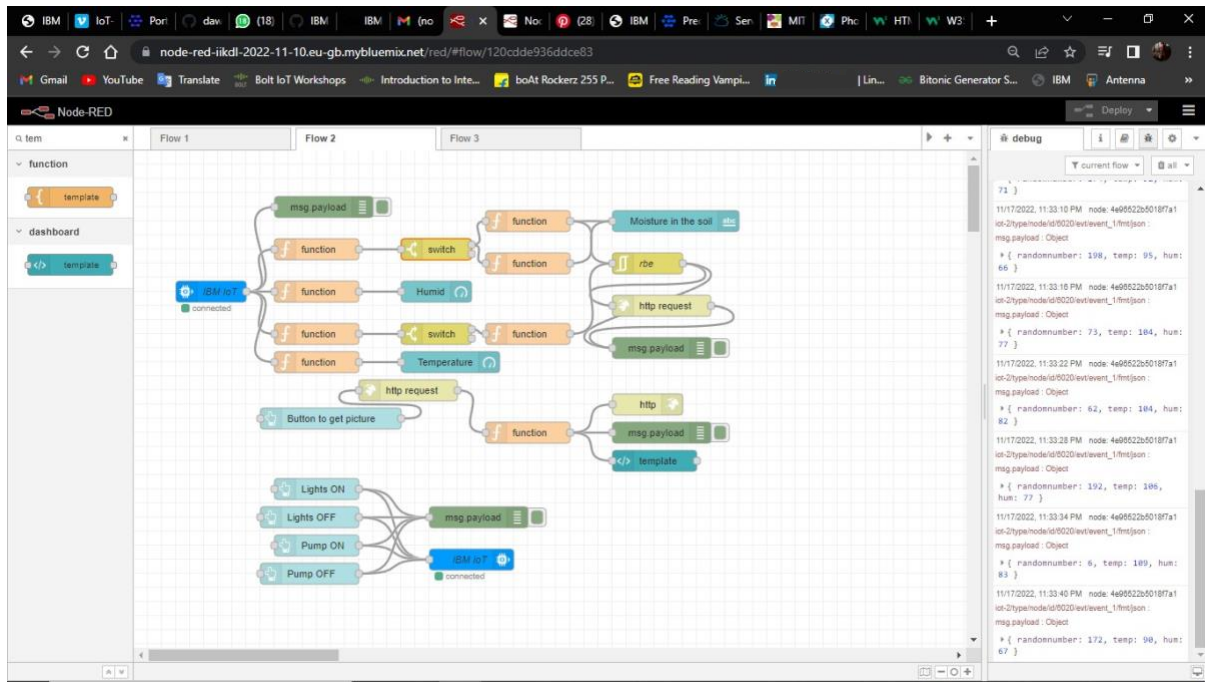 IBM IoT- Port daw (18) IBM IBM (no × Noc (28) IBM Pre Sen MIT Pho HTM W3 +
node-red-iikdl-2022-11-10.eu-gb.mybluemix.net/red/#flow/120cdde936ddce83
Gmail YouTube Translate Bolt IoT Workshops Introduction to Inte... boAt Rockerz 255 P... Free Reading Vampi... in | Lin... Bitonic Generator S... IBM Antenna »
Node-RED Deploy
tem
Flow 1 Flow 2 Flow 3
function
template
dashboard
template
msg.payload
function
switch
function
Moisture in the soil abc
function
IBM IoT
connected
function
Humid
rbe
http request
function
switch
function
msg.payload
function
Temperature
http request
Button to get picture
function
http
msg.payload
template
Lights ON
Lights OFF
msg.payload
Pump ON
IBM IoT
connected
Pump OFF
debug i
current flow all
71 }
11/17/2022, 11:33:10 PM node: 4e96522b5018f7a1
iot-2/type/node/id/6020/evt/event_1/fmt/json :
msg.payload : Object
{ randomnumber: 198, temp: 95, hum:
66 }
11/17/2022, 11:33:16 PM node: 4e96522b5018f7a1
iot-2/type/node/id/6020/evt/event_1/fmt/json :
msg.payload : Object
{ randomnumber: 73, temp: 104, hum:
77 }
11/17/2022, 11:33:22 PM node: 4e96522b5018f7a1
iot-2/type/node/id/6020/evt/event_1/fmt/json :
msg.payload : Object
{ randomnumber: 62, temp: 104, hum:
82 }
11/17/2022, 11:33:28 PM node: 4e96522b5018f7a1
iot-2/type/node/id/6020/evt/event_1/fmt/json :
msg.payload : Object
{ randomnumber: 192, temp: 106,
hum: 77 }
11/17/2022, 11:33:34 PM node: 4e96522b5018f7a1
iot-2/type/node/id/6020/evt/event_1/fmt/json :
msg.payload : Object
{ randomnumber: 6, temp: 109, hum:
83 }
11/17/2022, 11:33:40 PM node: 4e96522b5018f7a1
iot-2/type/node/id/6020/evt/event_1/fmt/json :
msg.payload : Object
{ randomnumber: 172, temp: 90, hum:
67 }